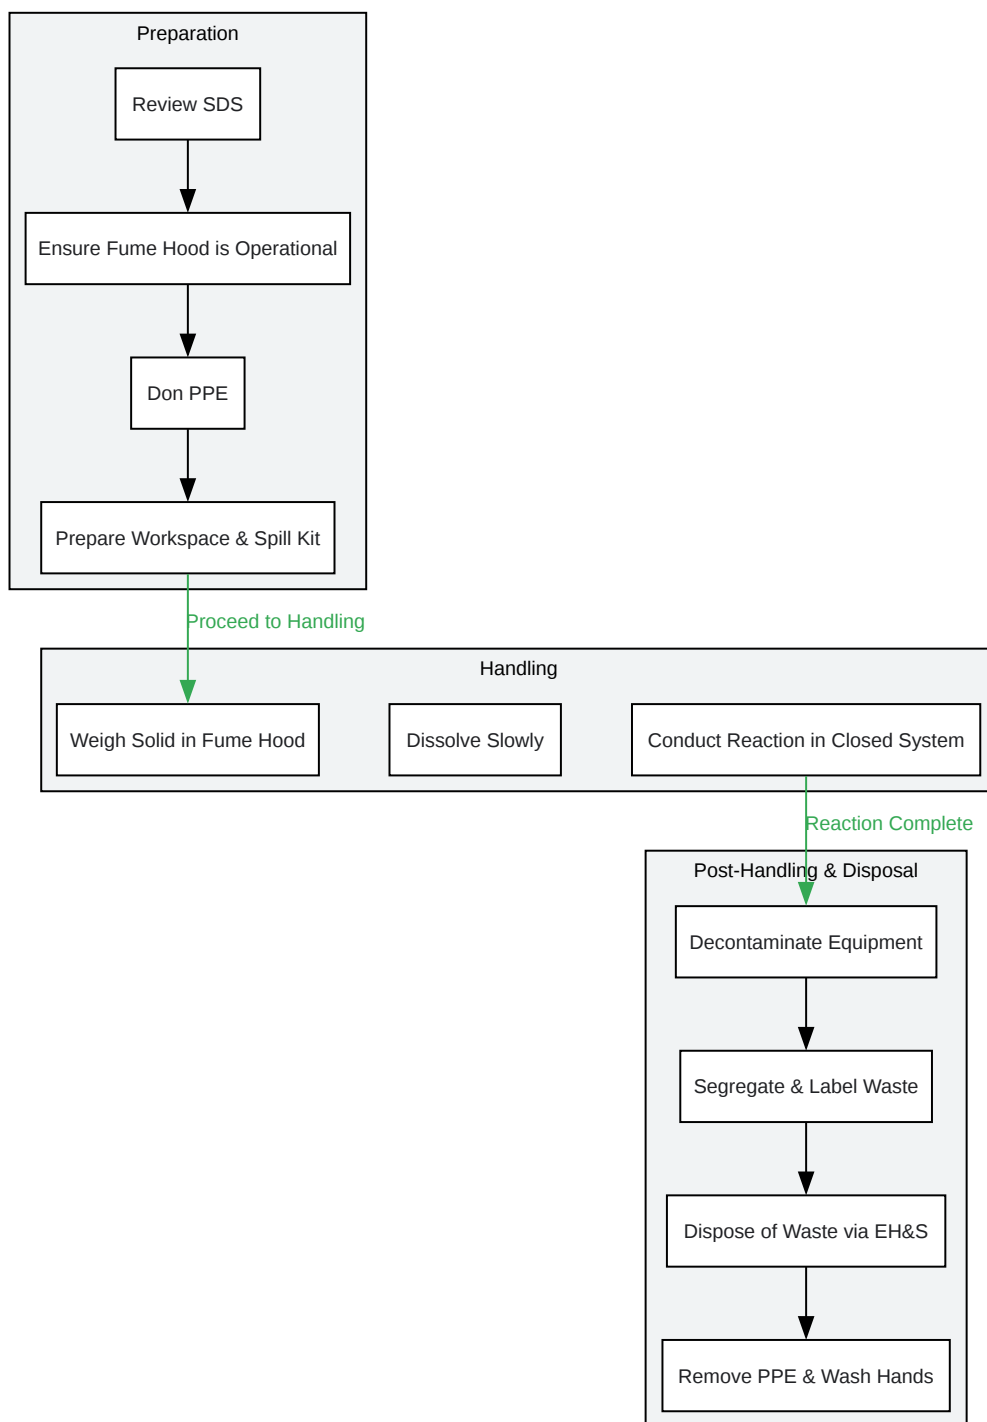 Preparation
Review SDS
Ensure Fume Hood is Operational
Don PPE
Prepare Workspace & Spill Kit
Proceed to Handling
Handling
Weigh Solid in Fume Hood
Dissolve Slowly
Conduct Reaction in Closed System
Reaction Complete
Post-Handling & Disposal
Decontaminate Equipment
Segregate & Label Waste
Dispose of Waste via EH&S
Remove PPE & Wash Hands